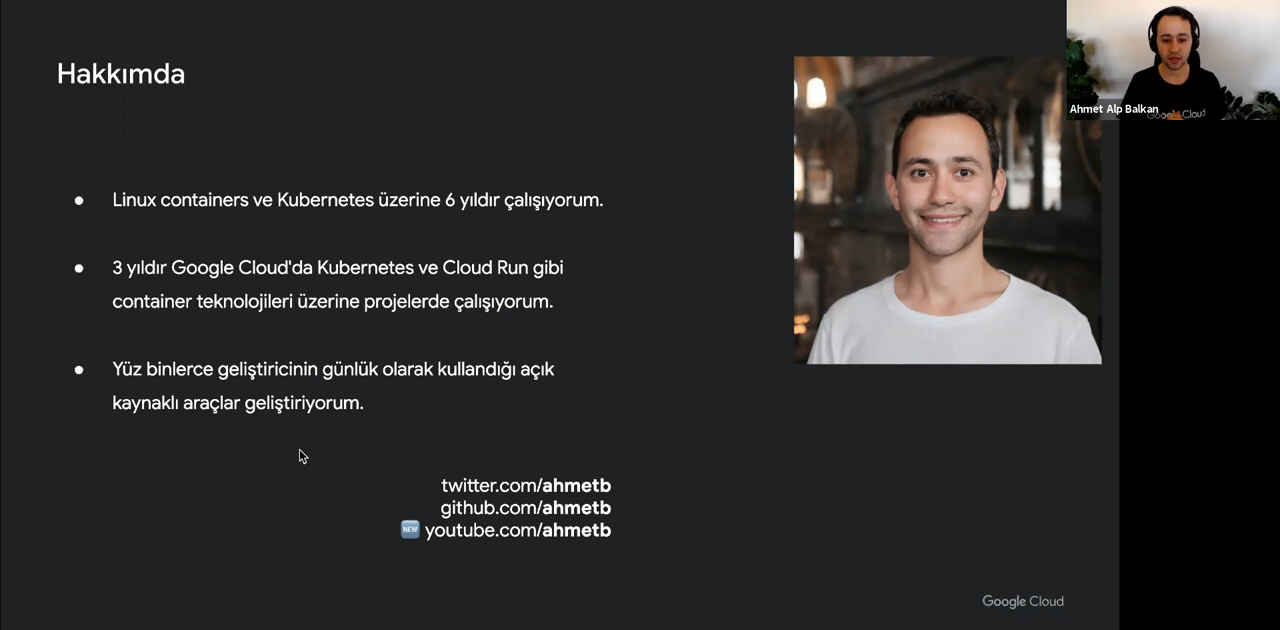 Hakkımda
Linux containers ve Kubernetes üzerine 6 yıldır çalışıyorum.
3 yıldır Google Cloud'da Kubernetes ve Cloud Run gibi
container teknolojileri üzerine projelerde çalışıyorum.
Yüz binlerce geliştiricinin günlük olarak kullandığı açık
kaynaklı araçlar geliştiriyorum.
twitter.com/ahmetb
github.com/ahmetb
NEW youtube.com/ahmetb
Google Cloud
Ahmet Alp Balkan
Google Cloud